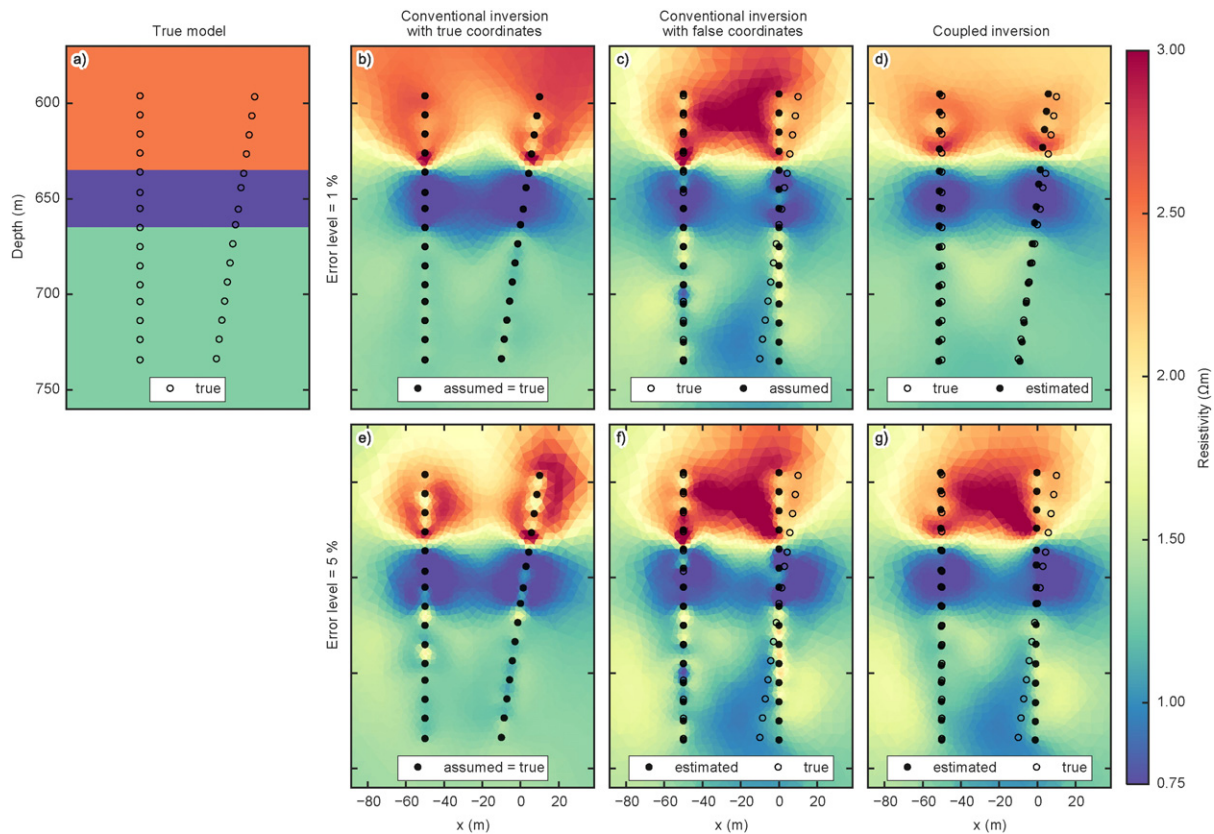 True model
Conventional inversion
with true coordinates
Conventional inversion
with false coordinates
Coupled inversion
a)
b)
c)
d)
600
650
700
750
Depth (m)
Error level = 1 %
true
assumed = true
true assumed
true estimated
e)
f)
g)
Error level = 5 %
assumed = true
estimated true
estimated true
−80 −60 −40 −20 0 20
−80 −60 −40 −20 0 20
−80 −60 −40 −20 0 20
x (m)
x (m)
x (m)
3.00
2.50
2.00
1.50
1.00
0.75
Resistivity (Ωm)